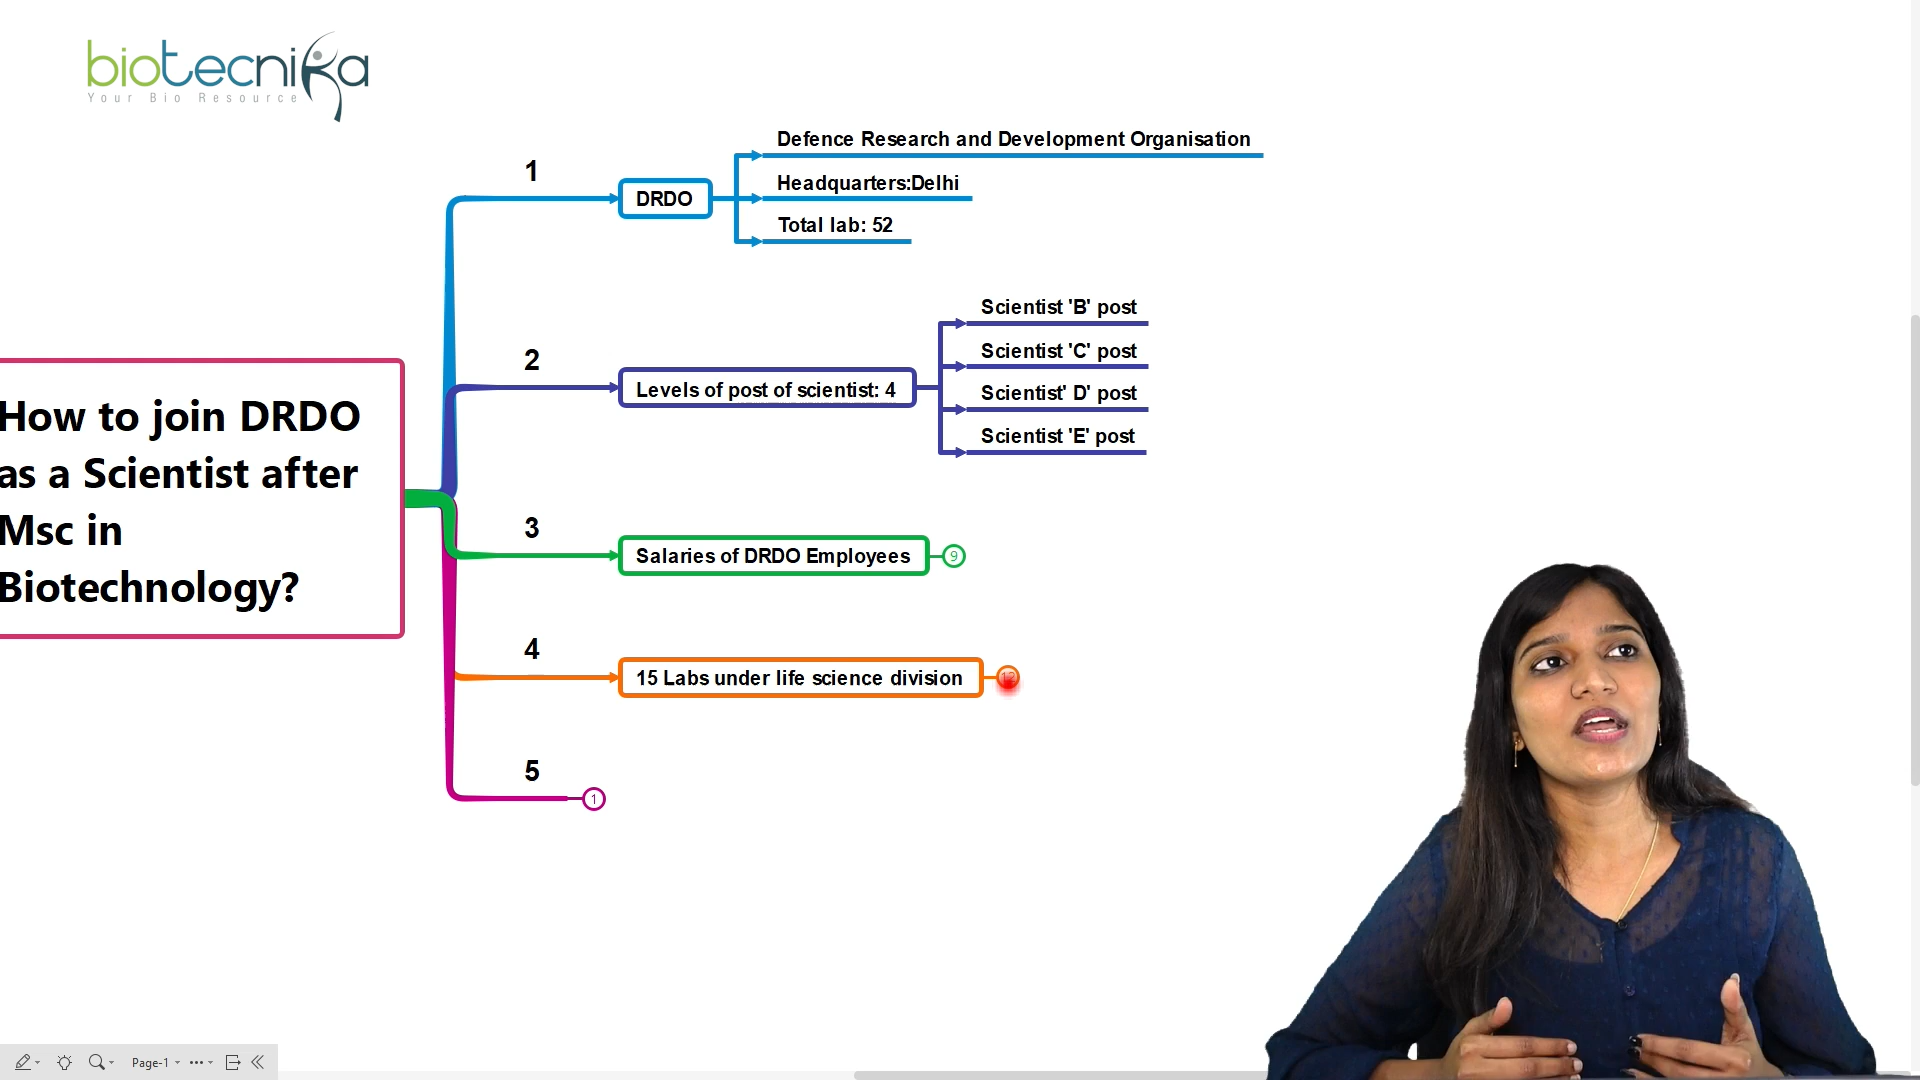 biotecnika
Your Bio Resource
How to join DRDO
as a Scientist after
Msc in
Biotechnology?
1
DRDO
Defence Research and Development Organisation
Headquarters:Delhi
Total lab: 52
2
Levels of post of scientist: 4
Scientist 'B' post
Scientist 'C' post
Scientist' D' post
Scientist 'E' post
3
Salaries of DRDO Employees
9
4
15 Labs under life science division
5
1
Page-1